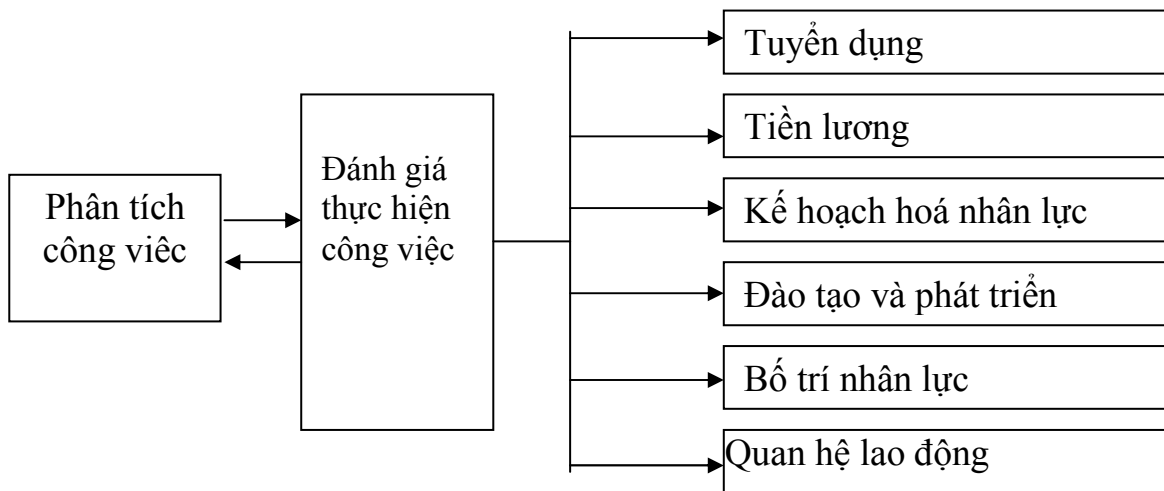 Phân tích
công viêc
Đánh giá
thực hiện
công việc
Tuyển dụng
Tiền lương
Kế hoạch hoá nhân lực
Đào tạo và phát triển
Bố trí nhân lực
Quan hệ lao động